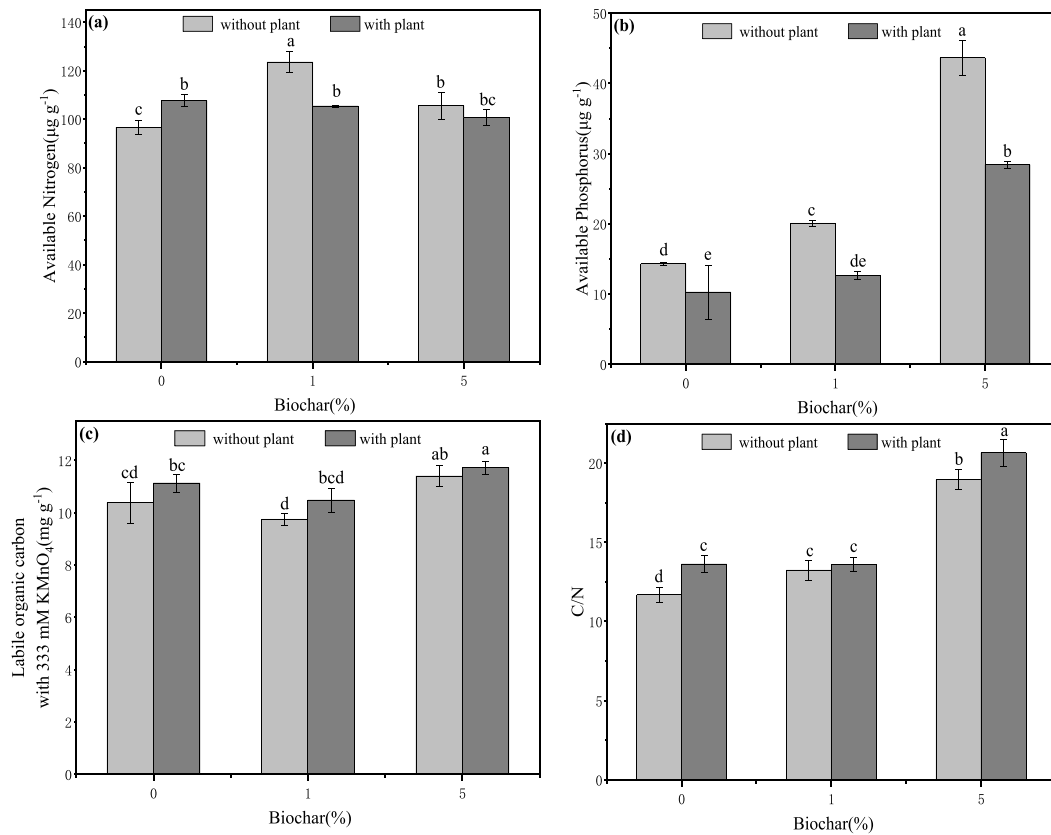 (a)
without plant
with plant
140
120
100
80
60
40
20
0
Available Nitrogen(μg g⁻¹)
c
b
a
b
b
bc
0
1
5
Biochar(%)
(b)
without plant
with plant
50
40
30
20
10
0
Available Phosphorus(μg g⁻¹)
d
e
c
de
a
b
0
1
5
Biochar(%)
(c)
without plant
with plant
12
10
8
6
4
2
0
Labile organic carbon
with 333 mM KMnO₄(mg g⁻¹)
cd
bc
d
bcd
ab
a
0
1
5
Biochar(%)
(d)
without plant
with plant
20
15
10
5
0
C/N
d
c
c
c
b
a
0
1
5
Biochar(%)